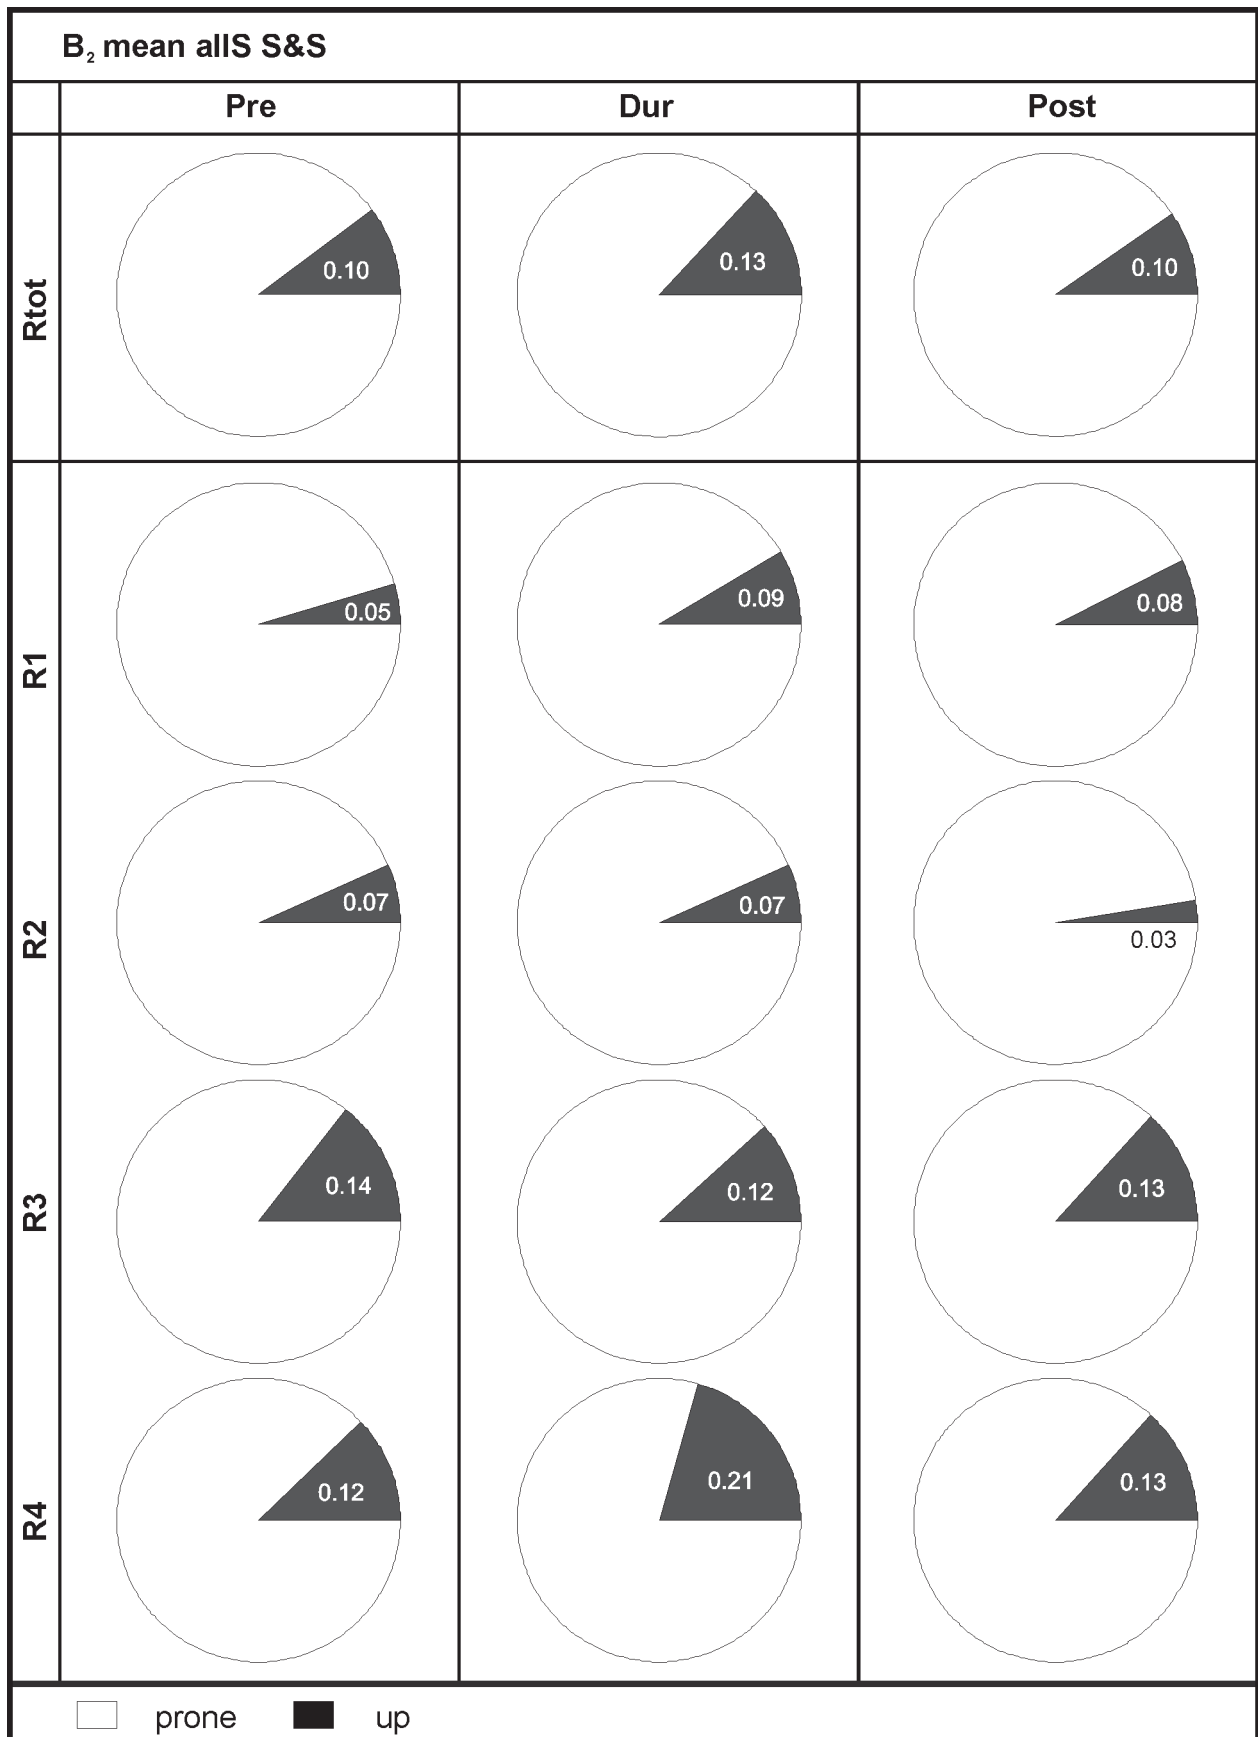 B₂ mean allS S&S
Pre Dur Post
Rtot
0.10 0.13 0.10
R1
0.05 0.09 0.08
R2
0.07 0.07 0.03
R3
0.14 0.12 0.13
R4
0.12 0.21 0.13
prone up